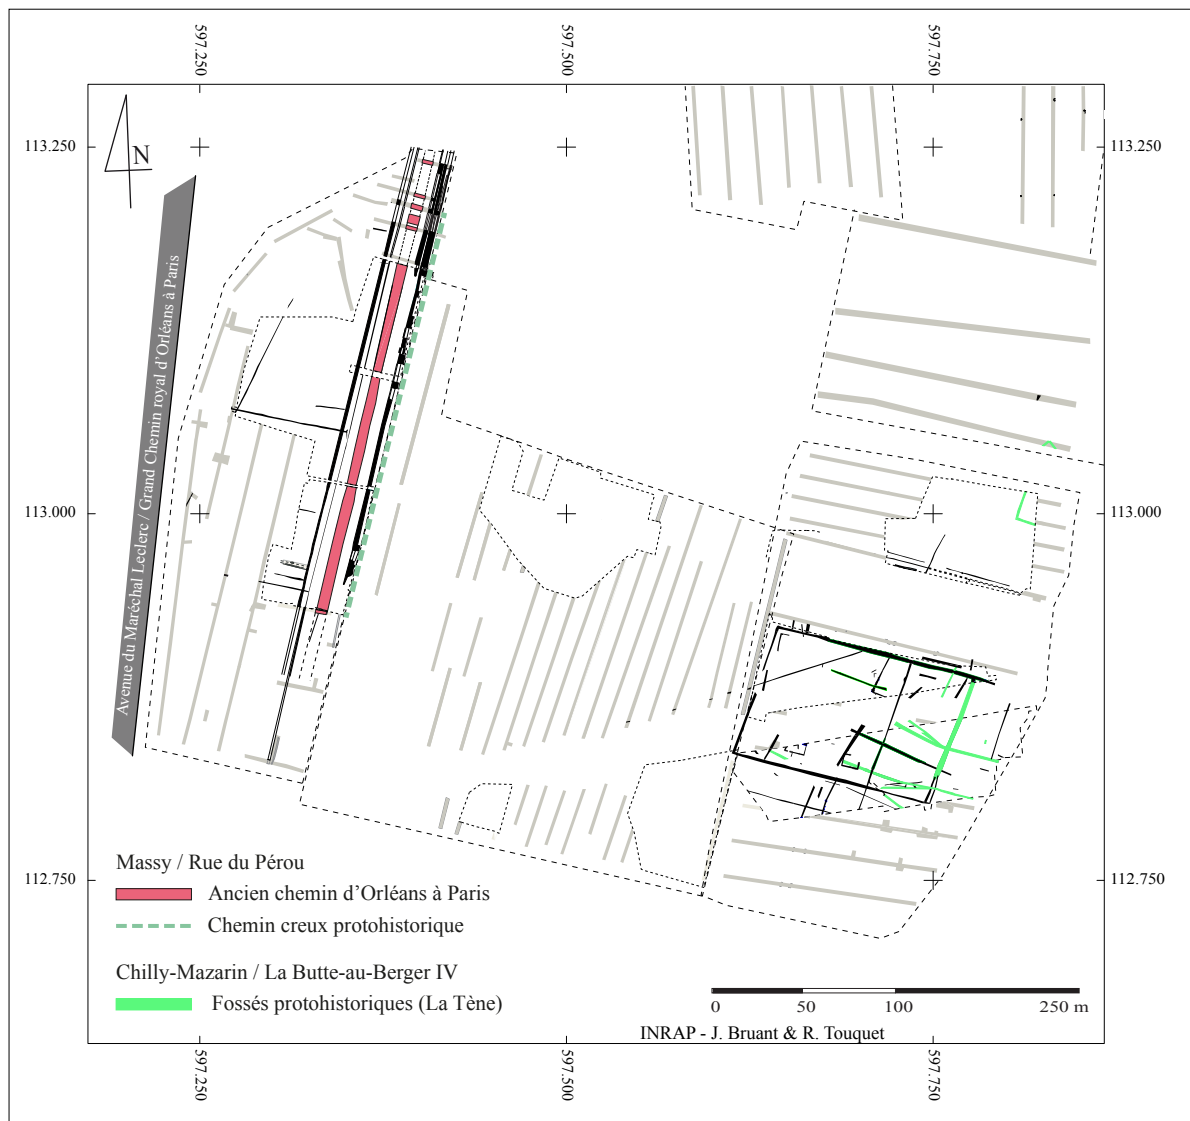 597.250
597.500
597.750
113.250
113.250
N
Avenue du Maréchal Leclerc / Grand Chemin royal d'Orléans à Paris
113.000
113.000
112.750
112.750
Massy / Rue du Pérou
Ancien chemin d'Orléans à Paris
Chemin creux protohistorique
Chilly-Mazarin / La Butte-au-Berger IV
Fossés protohistoriques (La Tène)
0 50 100 250 m
INRAP - J. Bruant & R. Touquet
597.250
597.500
597.750